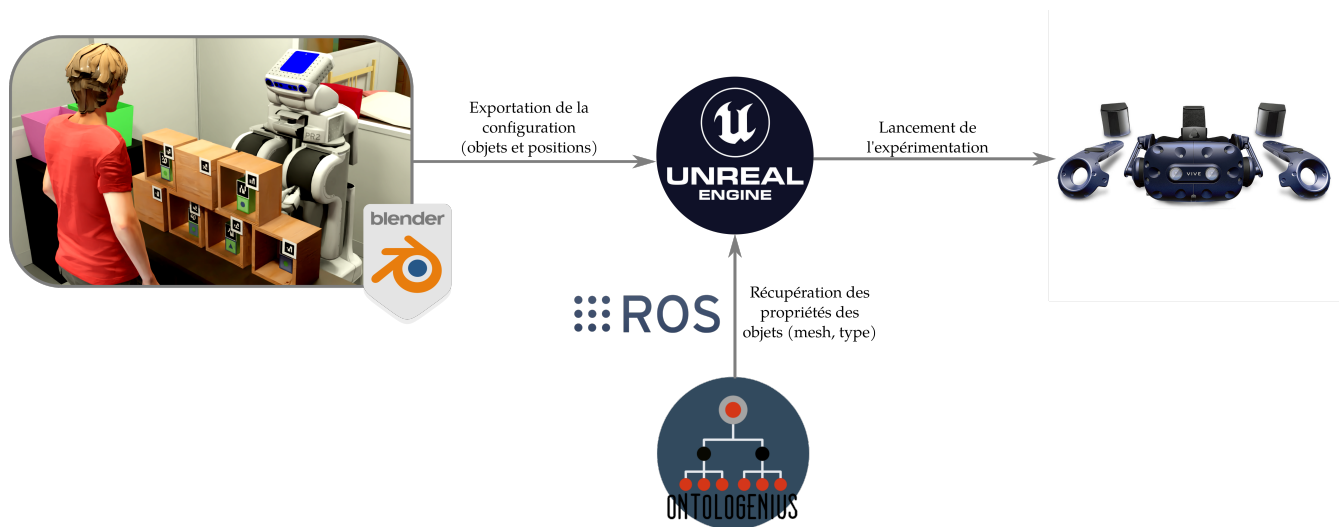 Exportation de la
configuration
(objets et positions)
blender
UNREAL
ENGINE
Lancement de
l'expérimentation
VIVE
ROS
Récupération des
propriétés des
objets (mesh, type)
ONTOLOGENIUS